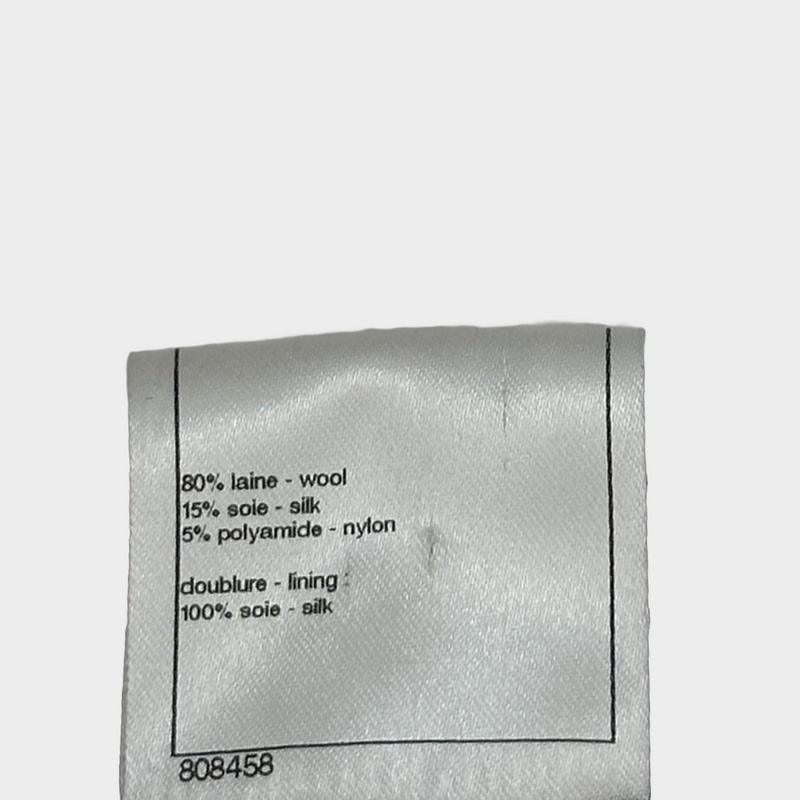 80% laine - wool
15% soie - silk
5% polyamide - nylon
doublure - lining :
100% soie - silk
808458